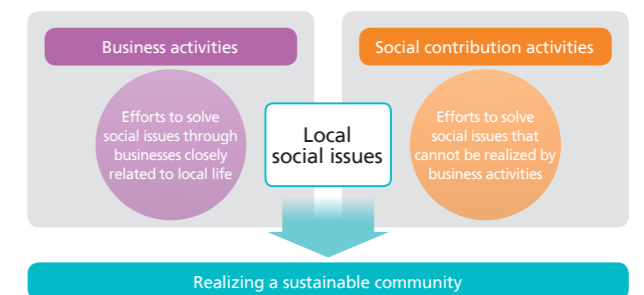 Business activities
Efforts to solve
social issues through
businesses closely
related to local life
Local
social issues
Social contribution activities
Efforts to solve
social issues that
cannot be realized by
business activities
Realizing a sustainable community